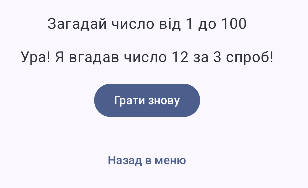 Загадай число від 1 до 100
Ура! Я вгадав число 12 за 3 спроб!
Грати знову
Назад в меню